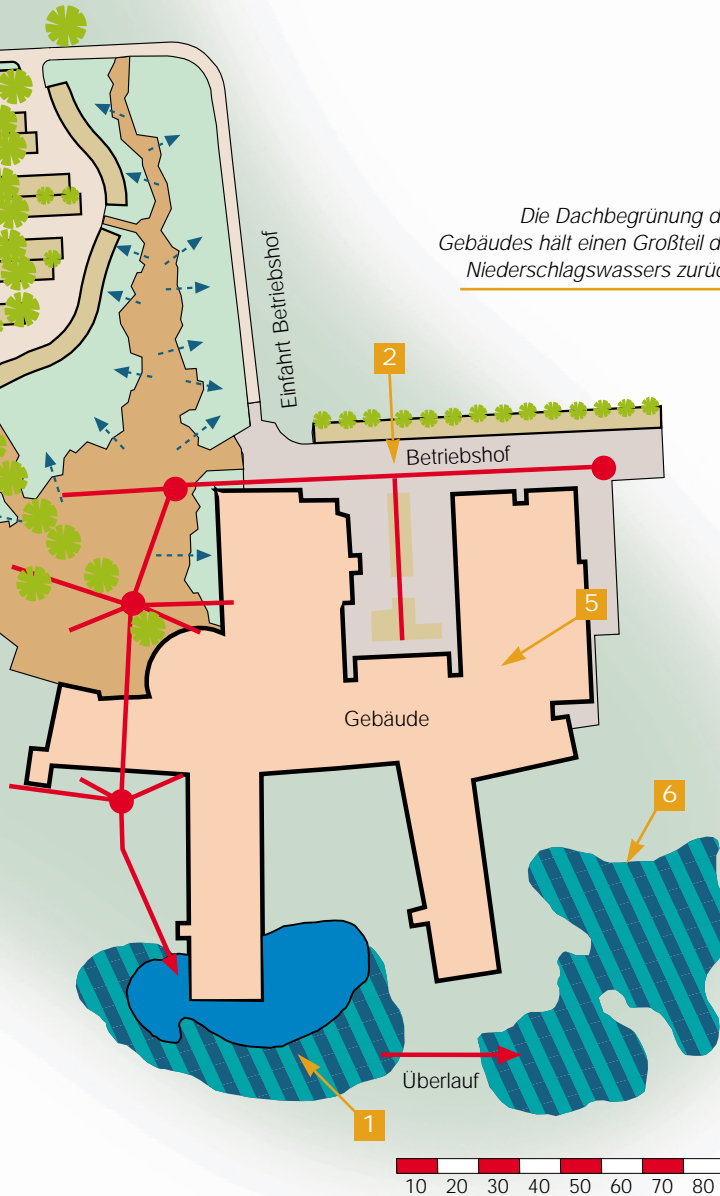 Die Dachbegrünung
Gebäudes hält einen Großteil
Niederschlagswassers
Einfahrt Betriebshof
2
Betriebshof
5
Gebäude
6
Überlauf
1
10 20 30 40 50 60 70 80